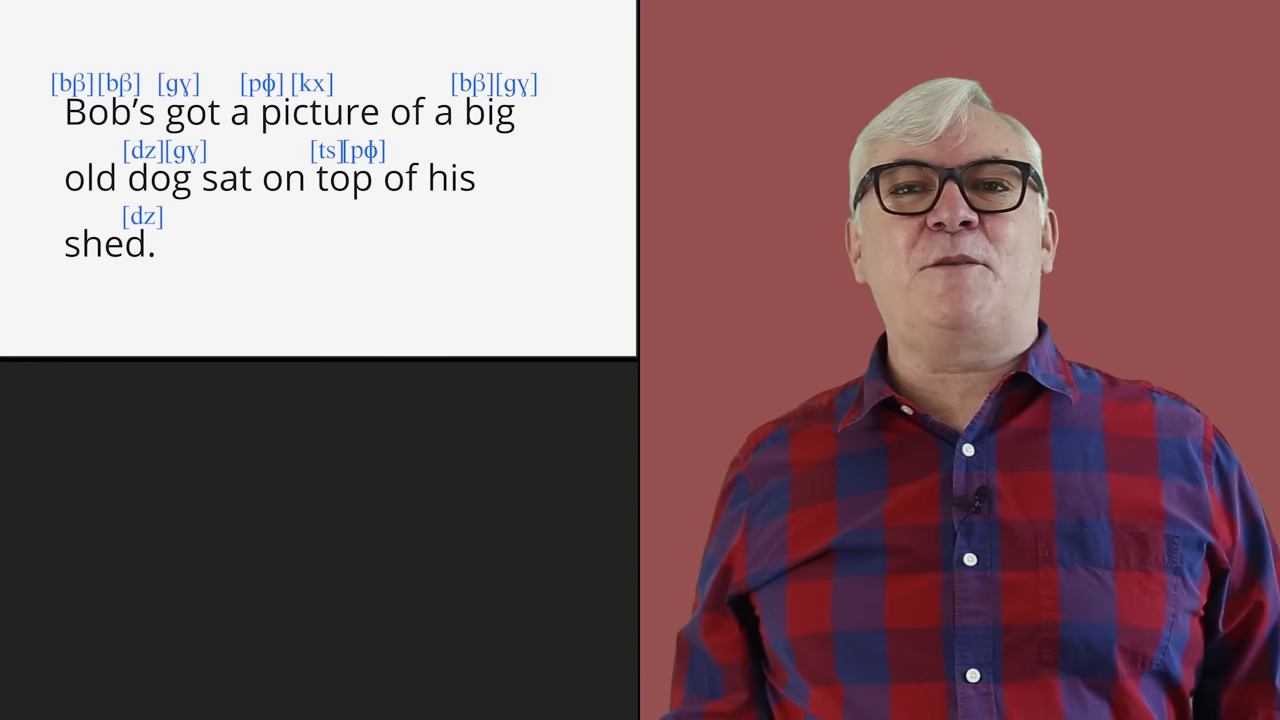 [bβ][bβ] [gɣ] [pɸ] [kx] [bβ][gɣ]
Bob’s got a picture of a big
[dz][gɣ] [ts][pɸ]
old dog sat on top of his
[dz]
shed.